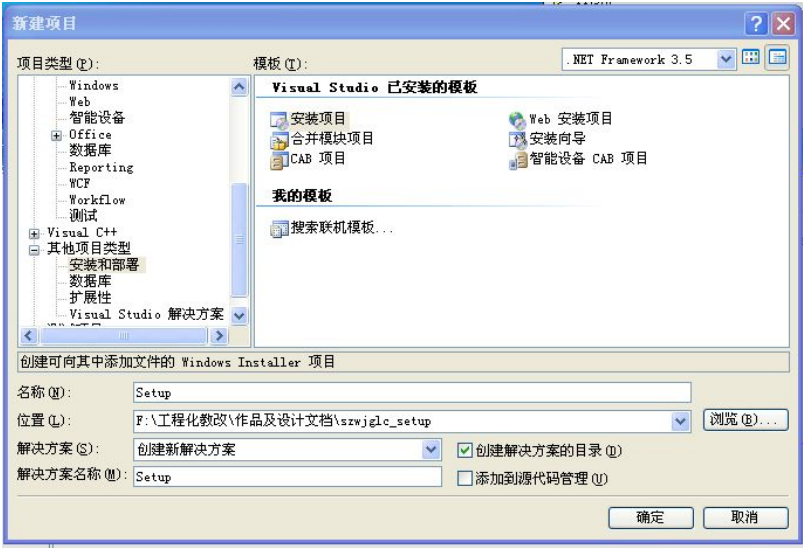 新建项目
项目类型(P):
模板(T):
.NET Framework 3.5
Windows
Web
智能设备
Office
数据库
Reporting
WCF
Workflow
测试
Visual C++
其他项目类型
安装和部署
数据库
扩展性
Visual Studio 解决方案
Visual Studio 已安装的模板
安装项目
Web 安装项目
合并模块项目
安装向导
CAB 项目
智能设备 CAB 项目
我的模板
搜索联机模板...
创建可向其中添加文件的 Windows Installer 项目
名称(N):
Setup
位置(L):
F:\工程化教改\作品及设计文档\szwjglc_setup
浏览(B)...
解决方案(S):
创建新解决方案
创建解决方案的目录(D)
解决方案名称(M):
Setup
添加到源代码管理(U)
确定
取消